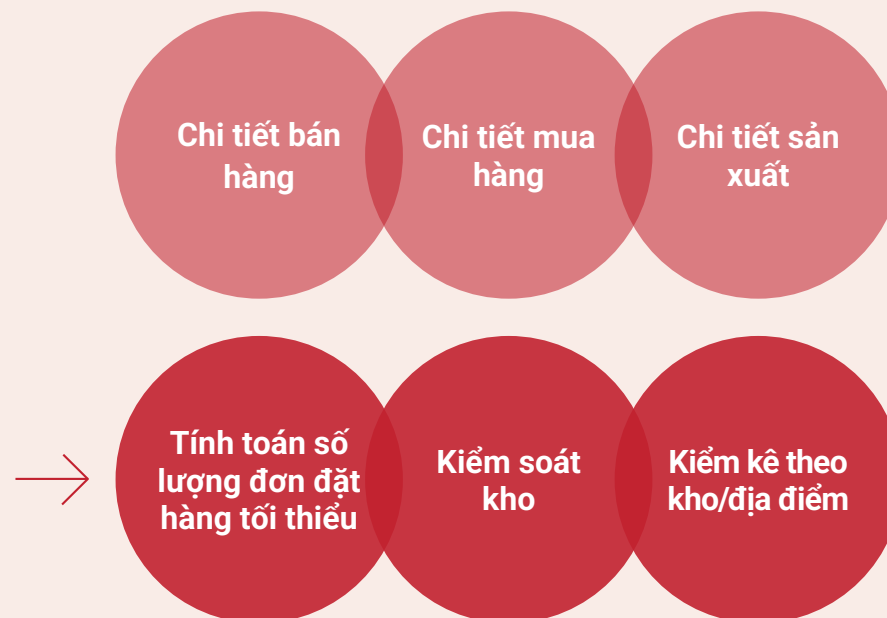 Chi tiết bán
hàng
Chi tiết mua
hàng
Chi tiết sản
xuất
Tính toán số
lượng đơn đặt
hàng tối thiểu
Kiểm soát
kho
Kiểm kê theo
kho/địa điểm